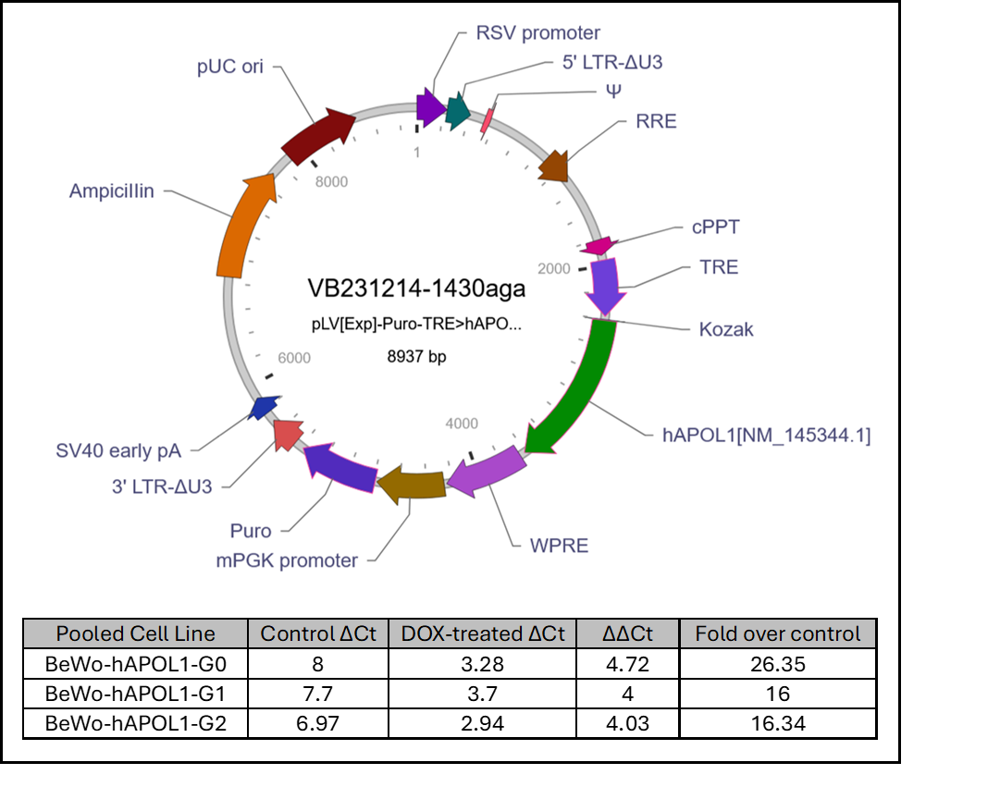 RSV promoter
5' LTR-ΔU3
Ψ
RRE
cPPT
TRE
Kozak
hAPOL1[NM_145344.1]
WPRE
mPGK promoter
Puro
3' LTR-ΔU3
SV40 early pA
Ampicillin
pUC ori
1
2000
4000
6000
8000
VB231214-1430aga
pLV[Exp]-Puro-TRE>hAPO...
8937 bp
Pooled Cell Line Control ΔCt DOX-treated ΔCt ΔΔCt Fold over control
BeWo-hAPOL1-G0 8 3.28 4.72 26.35
BeWo-hAPOL1-G1 7.7 3.7 4 16
BeWo-hAPOL1-G2 6.97 2.94 4.03 16.34